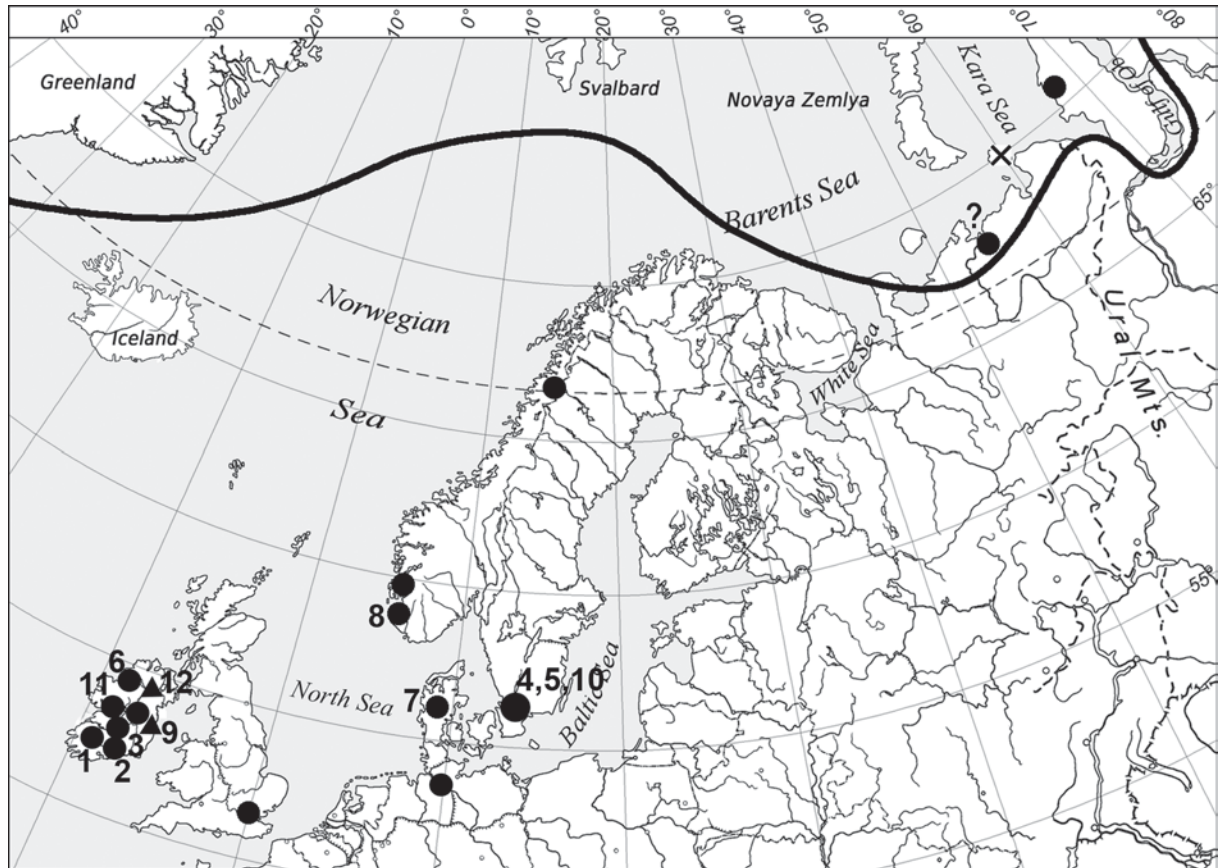 40° 30° 20° 10° 0° 10° 20° 30° 40° 50° 60° 70° 80°
Greenland
Svalbard
Novaya Zemlya
Kara Sea
Gulf of Ob
Barents Sea
?
65°
Norwegian
Sea
Iceland
White Sea
Ural Mts.
55°
8
6
11
12
North Sea
7
4,5,10
Baltic Sea
9
3
1
2